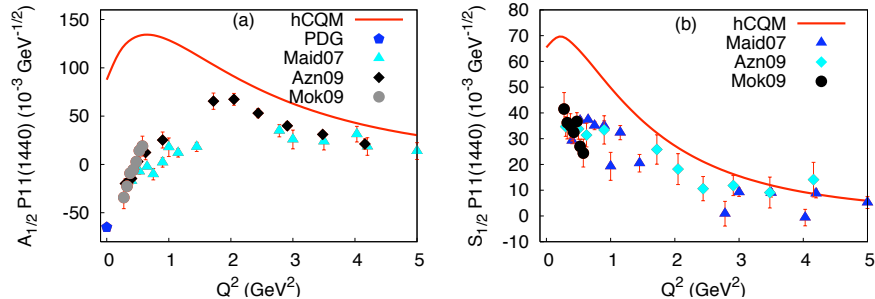 (a)
hCQM
PDG
Maid07
Azn09
Mok09
150
100
50
0
-50
A1/2 P11(1440) (10-3 GeV-1/2)
0 1 2 3 4 5
Q2 (GeV2)
(b)
hCQM
Maid07
Azn09
Mok09
80
70
60
50
40
30
20
10
0
-10
S1/2 P11(1440) (10-3 GeV-1/2)
0 1 2 3 4 5
Q2 (GeV2)